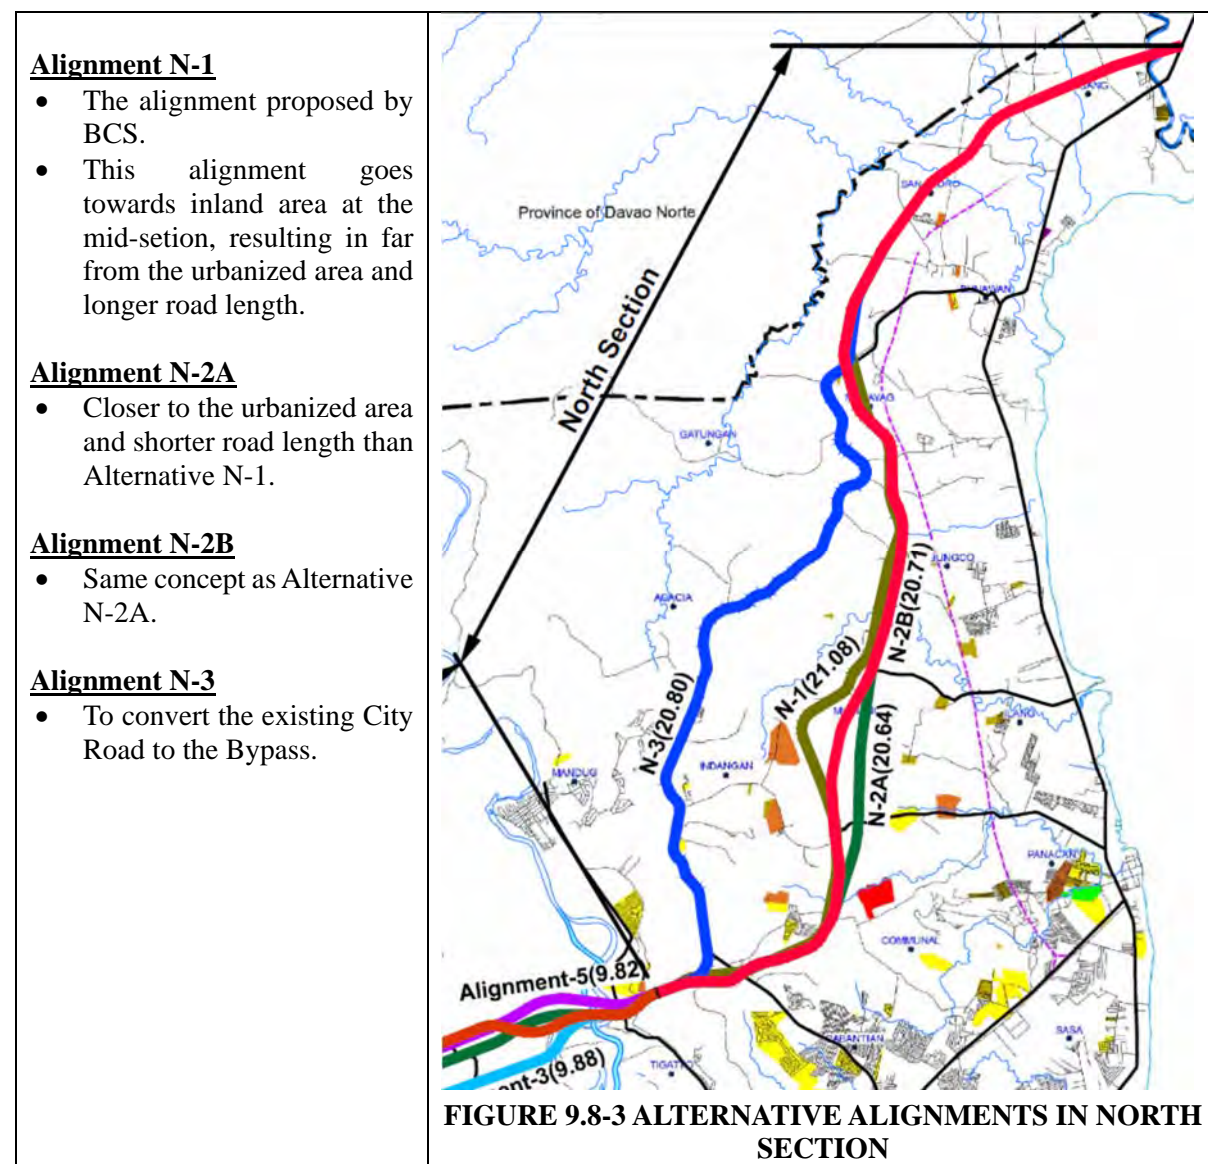 Alignment N-1
• The alignment proposed by
BCS.
• This alignment goes
towards inland area at the
mid-setion, resulting in far
from the urbanized area and
longer road length.
Alignment N-2A
• Closer to the urbanized area
and shorter road length than
Alternative N-1.
Alignment N-2B
• Same concept as Alternative
N-2A.
Alignment N-3
• To convert the existing City
Road to the Bypass.
Province of Davao Norte
North Section
GATUNGAN
ACACIA
N-2B(20.71)
N-1(21.08)
N-3(20.80)
N-2A(20.64)
MANDUG
INDANGAN
PANACAN
COMMUNAL
Alignment-5(9.82)
SASA
TIGATTO
ent-3(9.88)
FIGURE 9.8-3 ALTERNATIVE ALIGNMENTS IN NORTH
SECTION